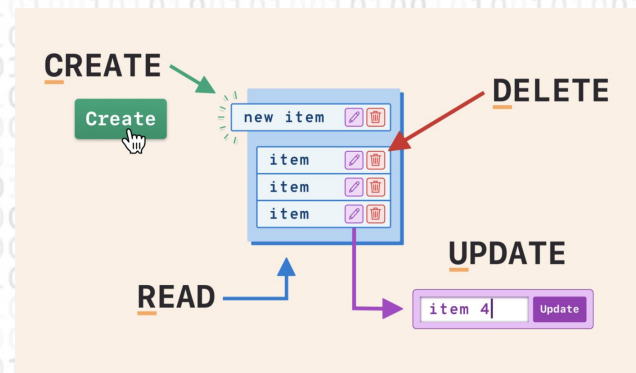 CREATE
Create
new item
item
item
item
DELETE
READ
UPDATE
item 4
Update